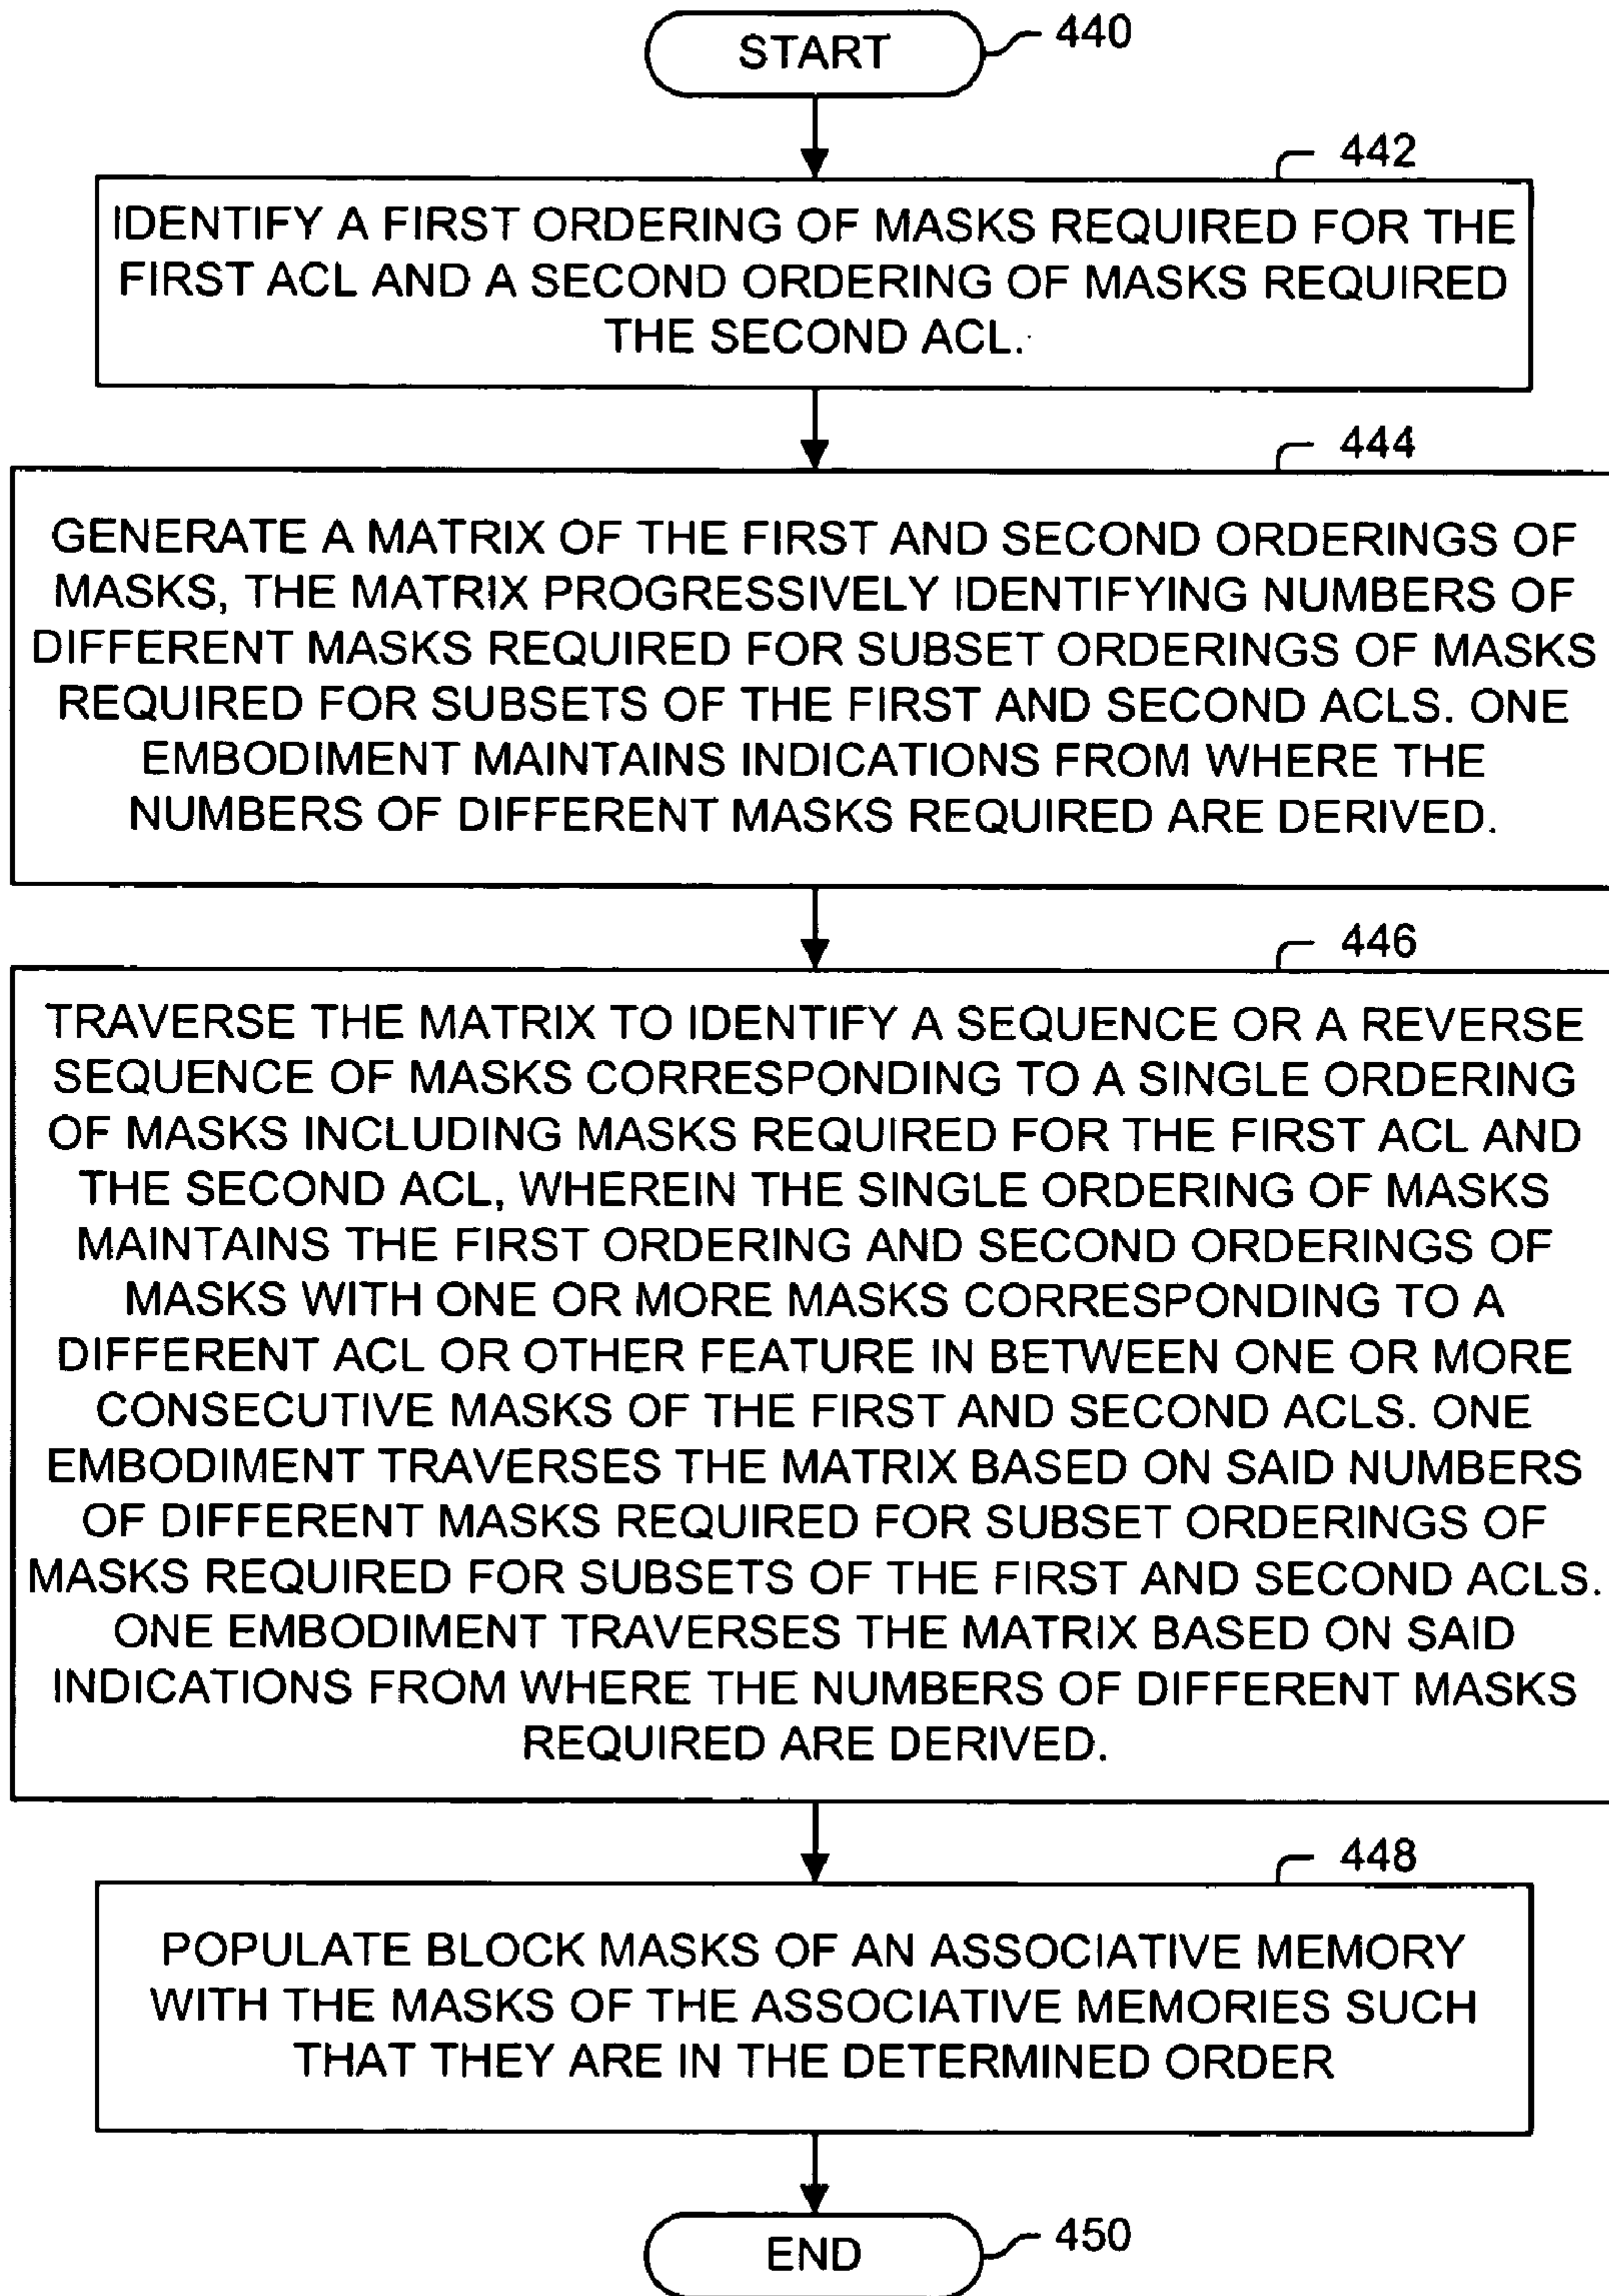 START
440
442
IDENTIFY A FIRST ORDERING OF MASKS REQUIRED FOR THE
FIRST ACL AND A SECOND ORDERING OF MASKS REQUIRED
THE SECOND ACL.
444
GENERATE A MATRIX OF THE FIRST AND SECOND ORDERINGS OF
MASKS, THE MATRIX PROGRESSIVELY IDENTIFYING NUMBERS OF
DIFFERENT MASKS REQUIRED FOR SUBSET ORDERINGS OF MASKS
REQUIRED FOR SUBSETS OF THE FIRST AND SECOND ACLS. ONE
EMBODIMENT MAINTAINS INDICATIONS FROM WHERE THE
NUMBERS OF DIFFERENT MASKS REQUIRED ARE DERIVED.
446
TRAVERSE THE MATRIX TO IDENTIFY A SEQUENCE OR A REVERSE
SEQUENCE OF MASKS CORRESPONDING TO A SINGLE ORDERING
OF MASKS INCLUDING MASKS REQUIRED FOR THE FIRST ACL AND
THE SECOND ACL, WHEREIN THE SINGLE ORDERING OF MASKS
MAINTAINS THE FIRST ORDERING AND SECOND ORDERINGS OF
MASKS WITH ONE OR MORE MASKS CORRESPONDING TO A
DIFFERENT ACL OR OTHER FEATURE IN BETWEEN ONE OR MORE
CONSECUTIVE MASKS OF THE FIRST AND SECOND ACLS. ONE
EMBODIMENT TRAVERSES THE MATRIX BASED ON SAID NUMBERS
OF DIFFERENT MASKS REQUIRED FOR SUBSET ORDERINGS OF
MASKS REQUIRED FOR SUBSETS OF THE FIRST AND SECOND ACLS.
ONE EMBODIMENT TRAVERSES THE MATRIX BASED ON SAID
INDICATIONS FROM WHERE THE NUMBERS OF DIFFERENT MASKS
REQUIRED ARE DERIVED.
448
POPULATE BLOCK MASKS OF AN ASSOCIATIVE MEMORY
WITH THE MASKS OF THE ASSOCIATIVE MEMORIES SUCH
THAT THEY ARE IN THE DETERMINED ORDER
END
450